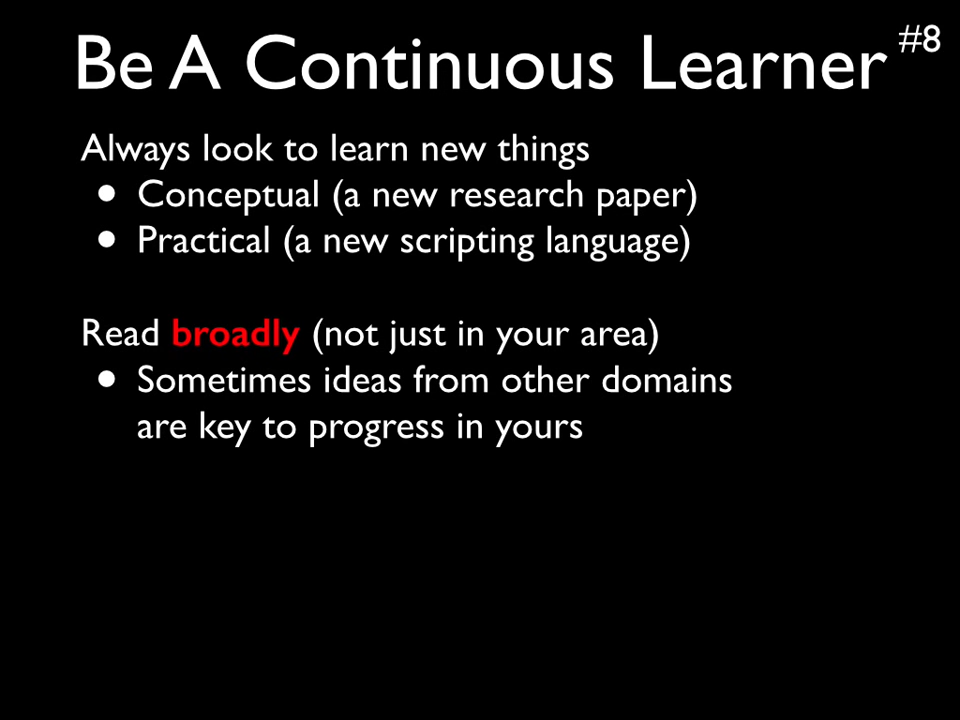 Be A Continuous Learner #8
Always look to learn new things
• Conceptual (a new research paper)
• Practical (a new scripting language)
Read broadly (not just in your area)
• Sometimes ideas from other domains
are key to progress in yours